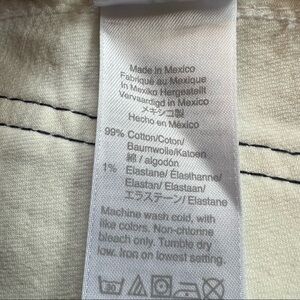 Made in Mexico
Fabriqué au Mexique
In Mexiko Hergestellt
Vervaardigd in Mexico
メキシコ製
Hecho en México
99% Cotton/Coton/
Baumwolle/Katoen
綿 / algodón
1% Elastane/ Élasthanne/
Elastan/ Elastaan/
エラステーン/ Elastane
Machine wash cold, with
like colors. Non-chlorine
bleach only. Tumble dry
low. Iron on lowest setting.
30